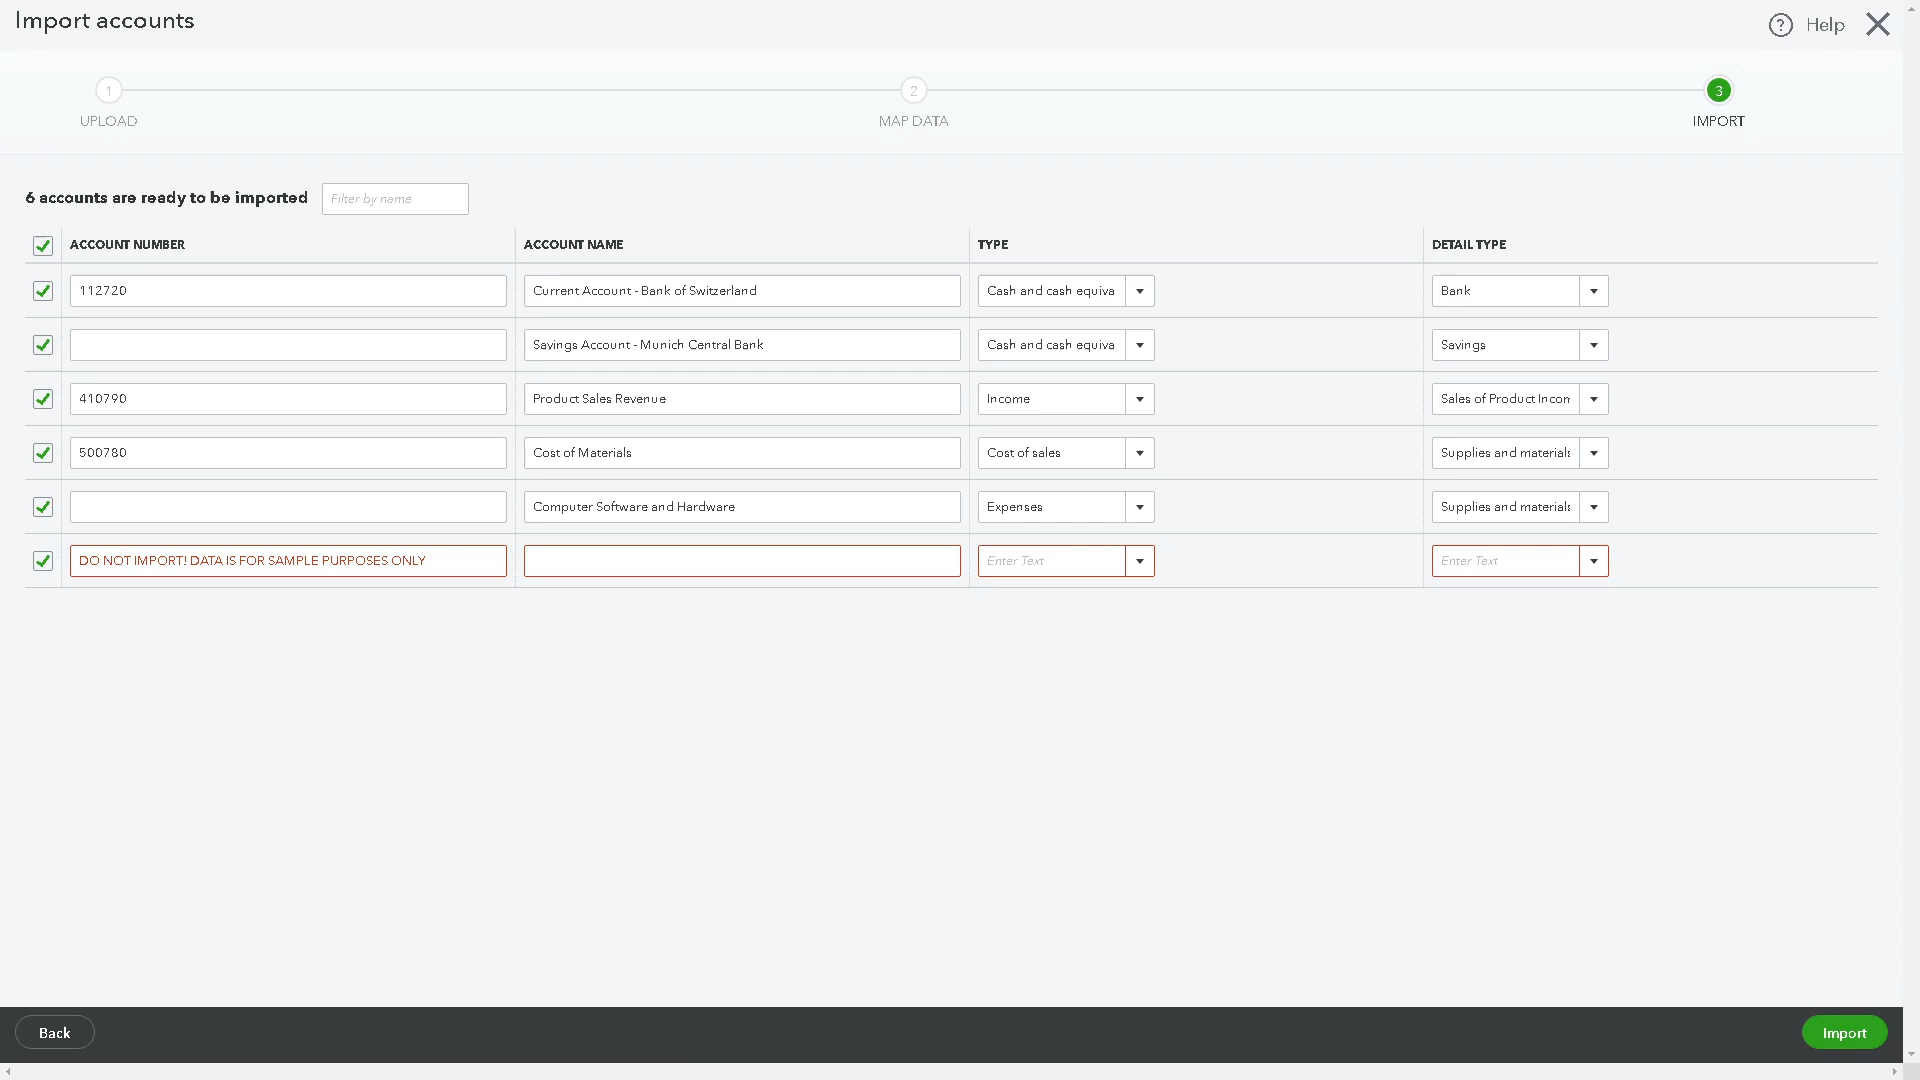 Import accounts
? Help
1
2
3
UPLOAD
MAP DATA
IMPORT
6 accounts are ready to be imported
Filter by name
ACCOUNT NUMBER ACCOUNT NAME TYPE DETAIL TYPE
112720 Current Account - Bank of Switzerland Cash and cash equiva Bank
Savings Account - Munich Central Bank Cash and cash equiva Savings
410790 Product Sales Revenue Income Sales of Product Incom
500780 Cost of Materials Cost of sales Supplies and materials
Computer Software and Hardware Expenses Supplies and materials
DO NOT IMPORT! DATA IS FOR SAMPLE PURPOSES ONLY Enter Text Enter Text
Back
Import